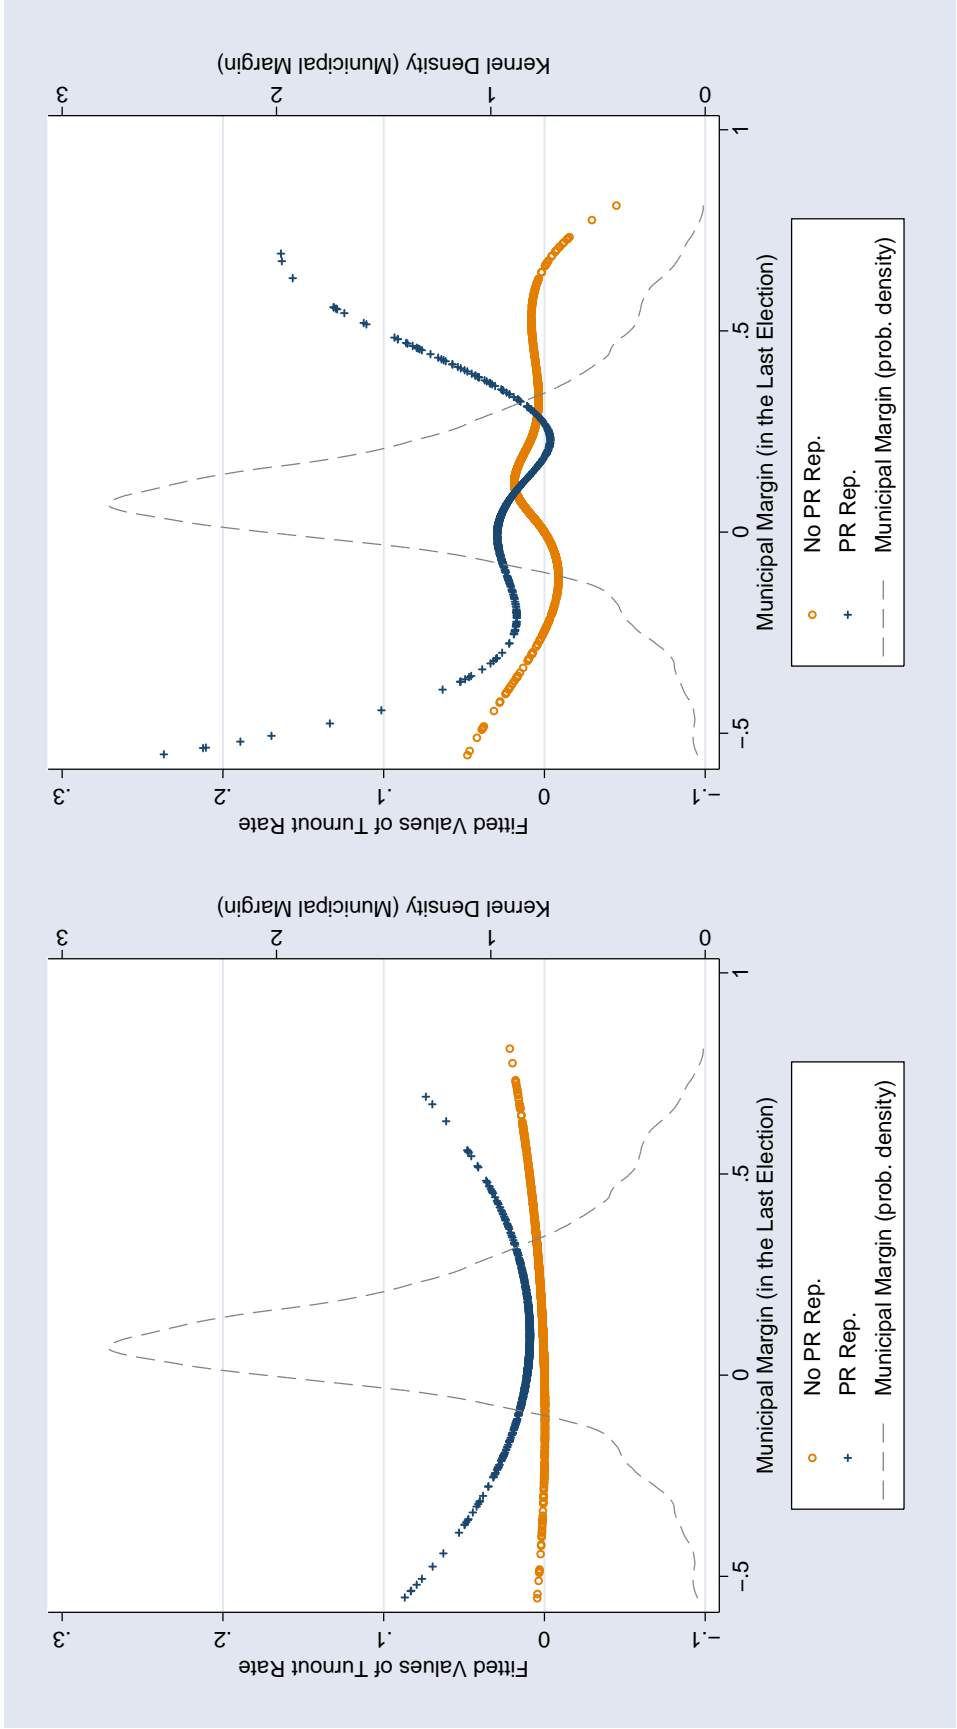 Fitted Values of Turnout Rate
.3
.2
.1
0
-.1
Kernel Density (Municipal Margin)
3
2
1
0
-.5
0
.5
1
Municipal Margin (in the Last Election)
No PR Rep.
PR Rep.
Municipal Margin (prob. density)
Fitted Values of Turnout Rate
.3
.2
.1
0
-.1
Kernel Density (Municipal Margin)
3
2
1
0
-.5
0
.5
1
Municipal Margin (in the Last Election)
No PR Rep.
PR Rep.
Municipal Margin (prob. density)